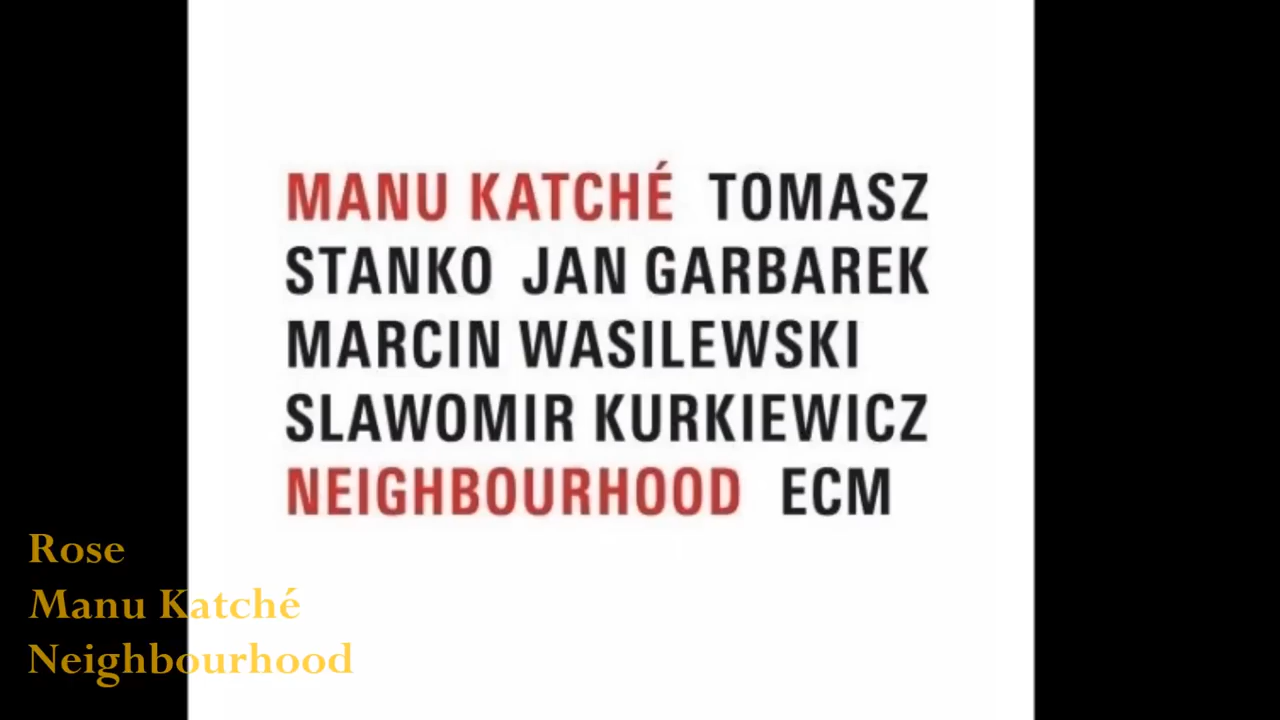 MANU KATCHÉ TOMASZ
STANKO JAN GARBAREK
MARCIN WASILEWSKI
SLAWOMIR KURKIEWICZ
NEIGHBOURHOOD ECM
Rose
Manu Katché
Neighbourhood